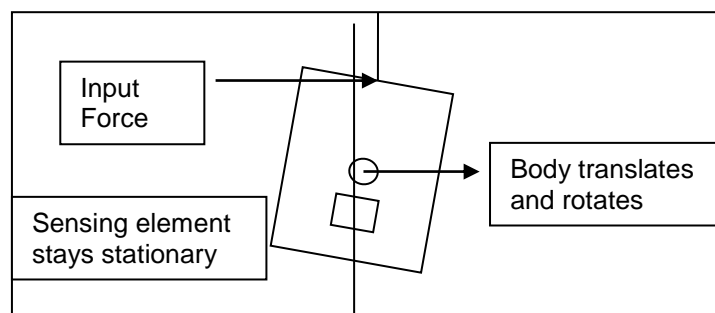 Input
Force
Body translates
and rotates
Sensing element
stays stationary